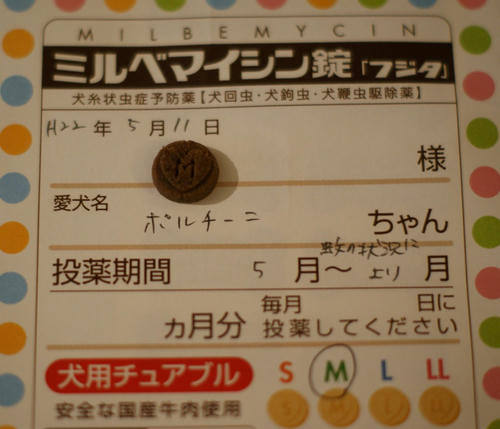 MILBEMYCIN
ミルベマイシン錠「フジタ」
犬糸状虫症予防薬【犬回虫・犬鉤虫・犬鞭虫駆除薬】
H22年5月11日
M
様
愛犬名
ポルチーニ ちゃん
蚊の状況に
投薬期間 5月〜より月
毎月 日に
カ月分 投薬してください
犬用チュアブル S M L LL
安全な国産牛肉使用 S M L LL